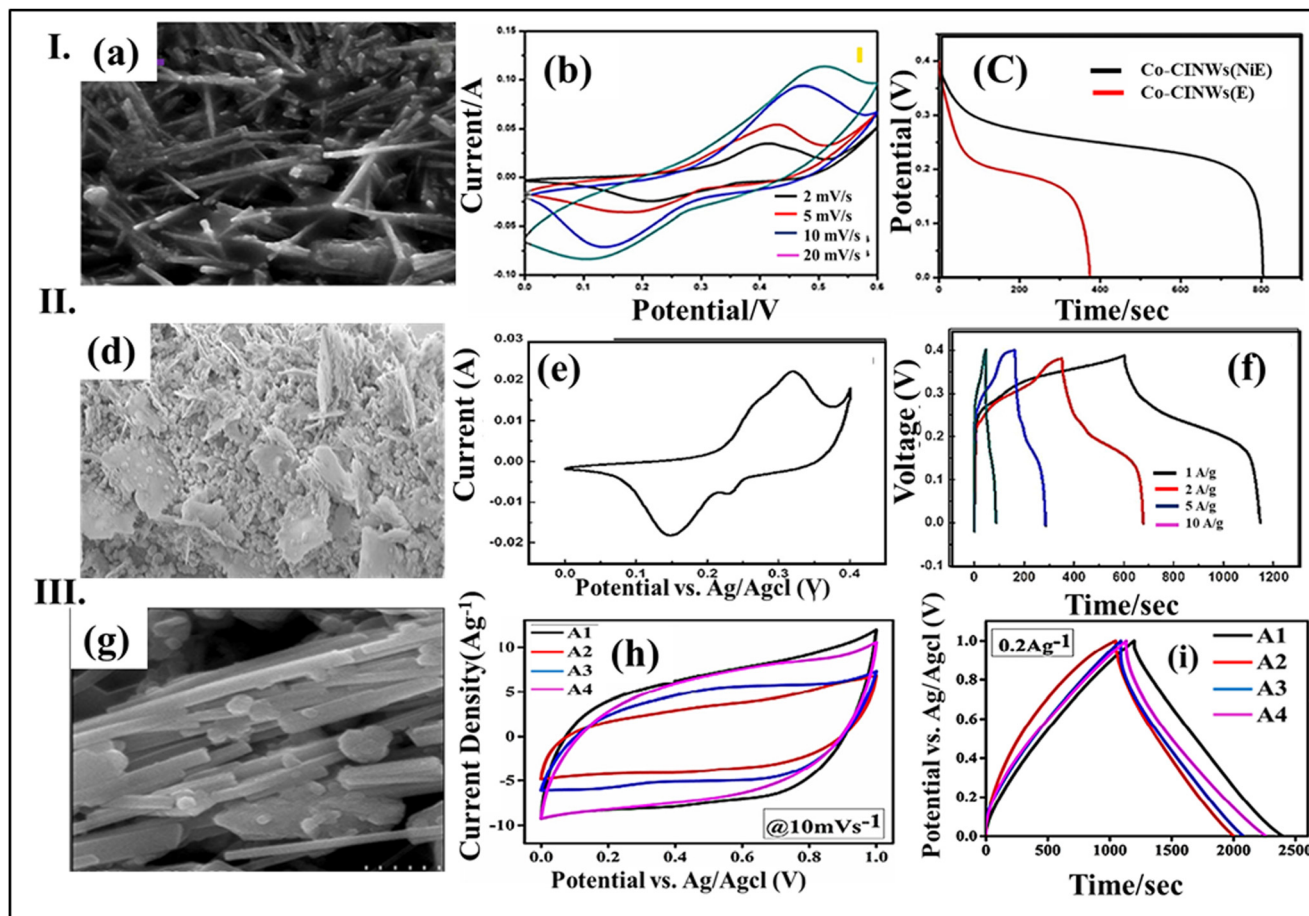 I.
(a)
(b)
Current/A
0.15
0.10
0.05
0.00
-0.05
-0.10
0.0 0.1 0.2 0.3 0.4 0.5 0.6
Potential/V
2 mV/s
5 mV/s
10 mV/s
20 mV/s
(C)
Potential (V)
0.4
0.3
0.2
0.1
0.0
0 200 400 600 800
Time/sec
Co-CINWs(NiE)
Co-CINWs(E)
II.
(d)
(e)
Current (A)
0.03
0.02
0.01
0.00
-0.01
-0.02
0.0 0.1 0.2 0.3 0.4
Potential vs. Ag/Agcl (V)
(f)
Voltage (V)
0.4
0.3
0.2
0.1
0.0
-0.1
0 200 400 600 800 1000 1200
Time/sec
1 A/g
2 A/g
5 A/g
10 A/g
III.
(g)
(h)
Current Density(Ag-1)
10
5
0
-5
-10
0.0 0.2 0.4 0.6 0.8 1.0
Potential vs. Ag/Agcl (V)
A1
A2
A3
A4
@10mVs-1
(i)
Potential vs. Ag/Agcl (V)
1.0
0.8
0.6
0.4
0.2
0.0
0 500 1000 1500 2000 2500
Time/sec
0.2Ag-1
A1
A2
A3
A4